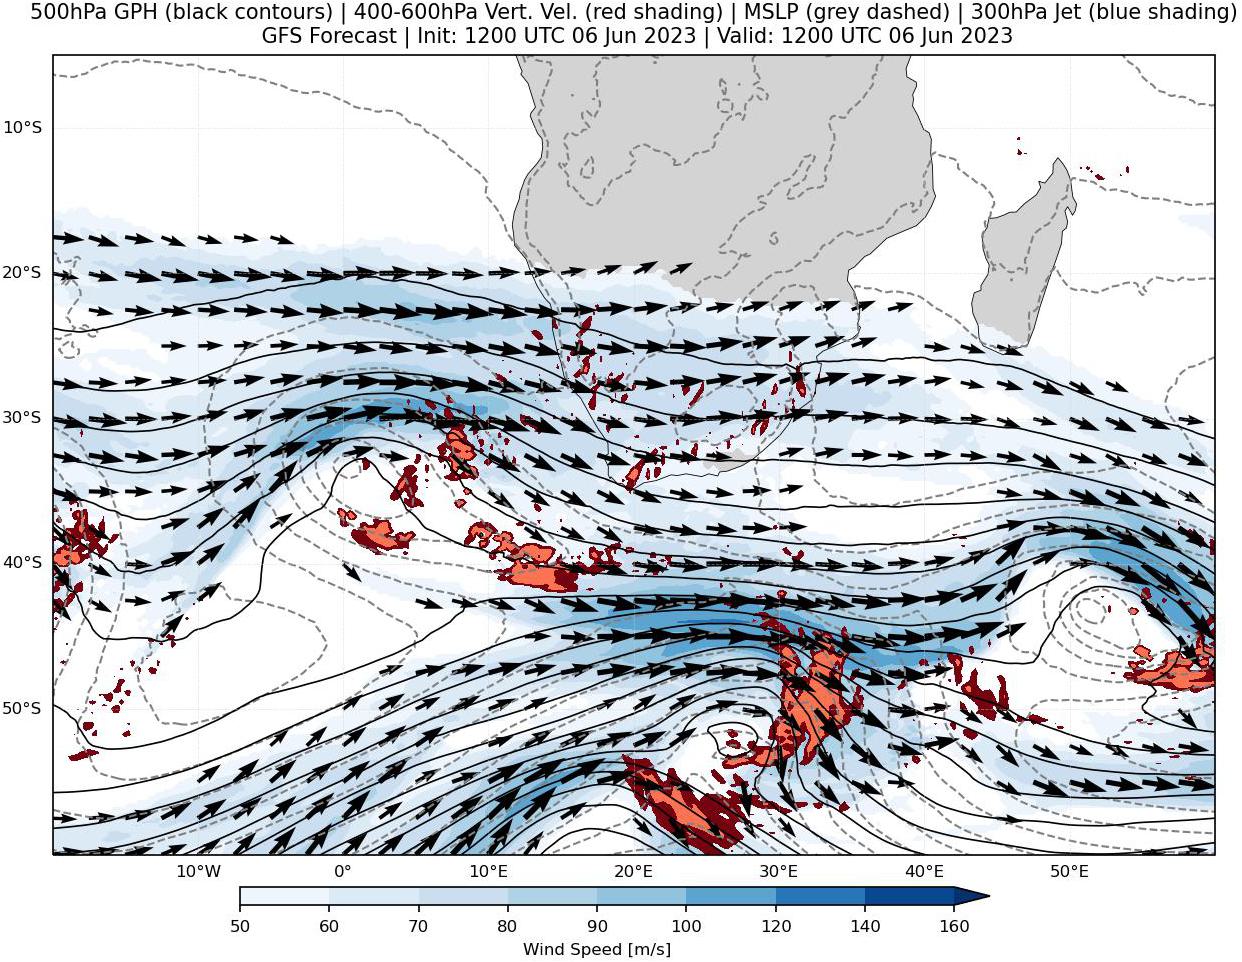 500hPa GPH (black contours) | 400-600hPa Vert. Vel. (red shading) | MSLP (grey dashed) | 300hPa Jet (blue shading)
GFS Forecast | Init: 1200 UTC 06 Jun 2023 | Valid: 1200 UTC 06 Jun 2023
10°S
20°S
30°S
40°S
50°S
10°W 0° 10°E 20°E 30°E 40°E 50°E
50 60 70 80 90 100 120 140 160
Wind Speed [m/s]